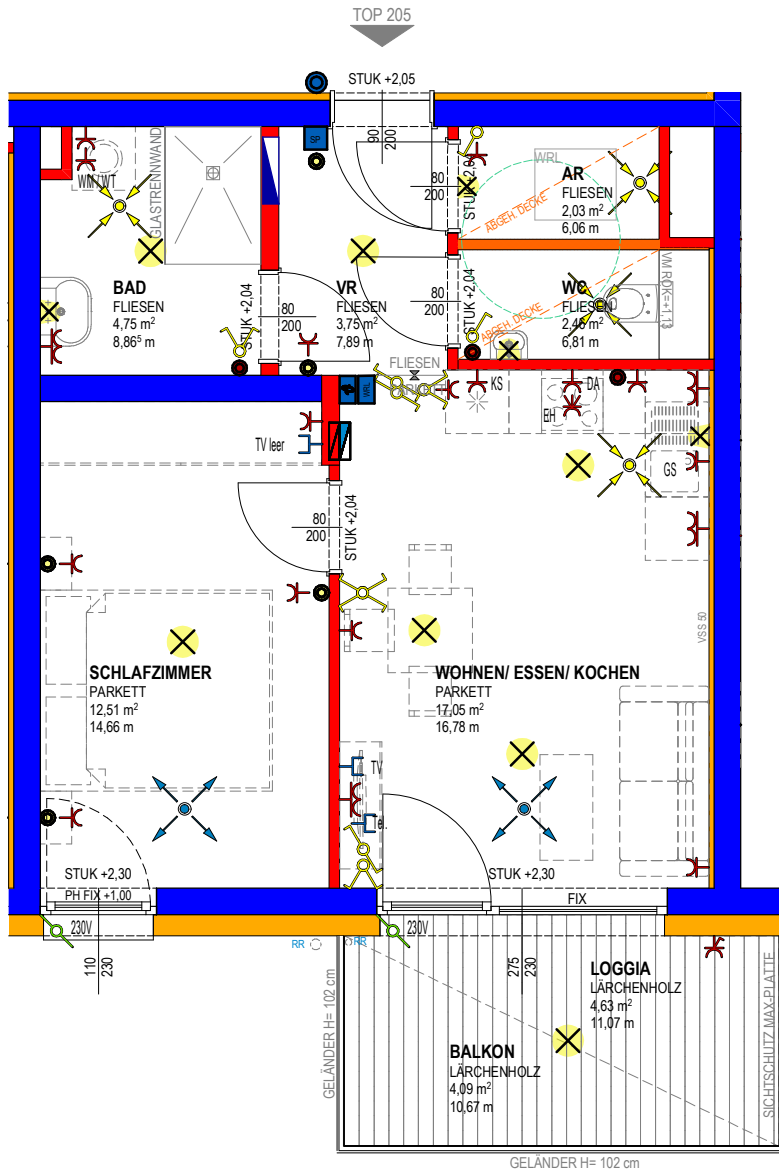 TOP 205
STUK +2,05
90
200
SP
WM/WT
GLASTRENNWAND
BAD
FLIESEN
4,75 m²
8,86⁵ m
STUK +2,04
80
200
VR
FLIESEN
3,75 m²
7,89 m
80
200
WRL
AR
FLIESEN
2,03 m²
6,06 m
ABGEH. DECKE
STUK +2,04
80
200
WC
FLIESEN
2,46 m²
6,81 m
ABGEH. DECKE
VM ROK=+1,13
FLIESEN
WRL
KS
EH
DA
GS
TV leer
80
200
STUK +2,04
VSS 50
SCHLAFZIMMER
PARKETT
12,51 m²
14,66 m
WOHNEN/ ESSEN/ KOCHEN
PARKETT
17,05 m²
16,78 m
TV
Tel.
STUK +2,30
PH FIX +1,00
STUK +2,30
FIX
230V
230V
RR
RR
110
230
275
230
LOGGIA
LÄRCHENHOLZ
4,63 m²
11,07 m
BALKON
LÄRCHENHOLZ
4,09 m²
10,67 m
GELÄNDER H= 102 cm
SICHTSCHUTZ MAX-PLATTE
GELÄNDER H= 102 cm